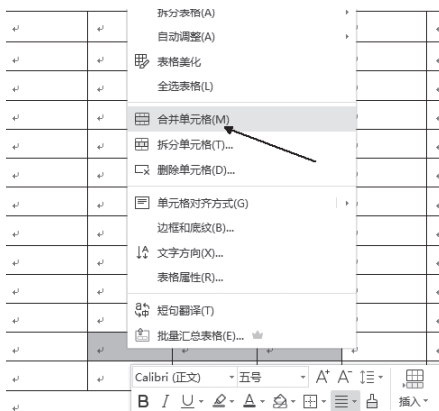 拆分表格(A)
自动调整(A)
表格美化
全选表格(L)
合并单元格(M)
拆分单元格(T)...
删除单元格(D)...
单元格对齐方式(G)
边框和底纹(B)...
文字方向(X)...
表格属性(R)...
短句翻译(T)
批量汇总表格(E)...
Calibri (正文) 五号 A+ A-
B I U A 插入